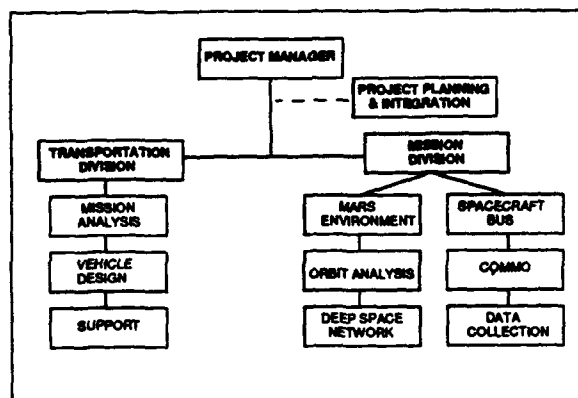 PROJECT MANAGER
PROJECT PLANNING
& INTEGRATION
TRANSPORTATION
DIVISION
MISSION
DIVISION
MISSION
ANALYSIS
MARS
ENVIRONMENT
SPACECRAFT
BUS
VEHICLE
DESIGN
ORBIT ANALYSIS
COMMO
SUPPORT
DEEP SPACE
NETWORK
DATA
COLLECTION